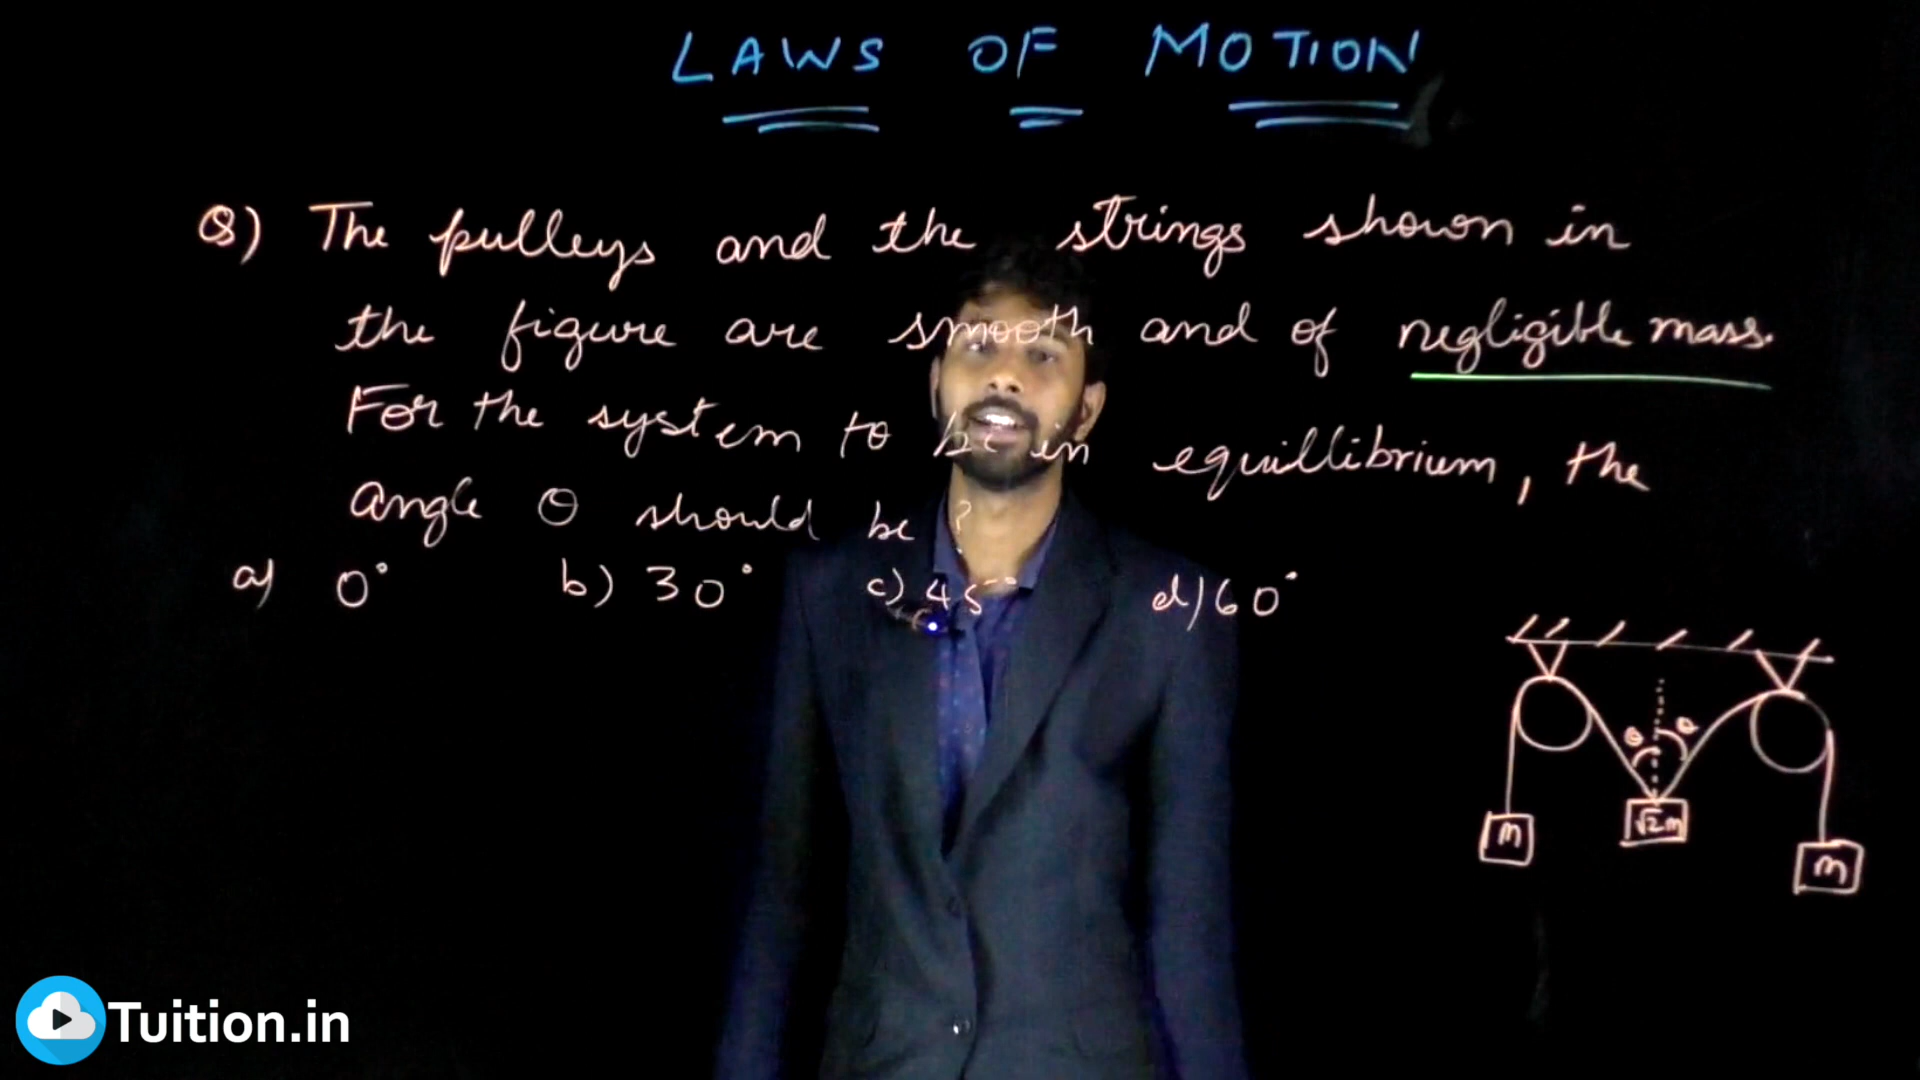 LAWS OF MOTION
Q) The pulleys and the strings shown in
the figure are smooth and of negligible mass.
For the system to be in equillibrium, the
angle θ should be ?
a) 0° b) 30° c) 45° d) 60°
θ θ
m √2m m
Tuition.in